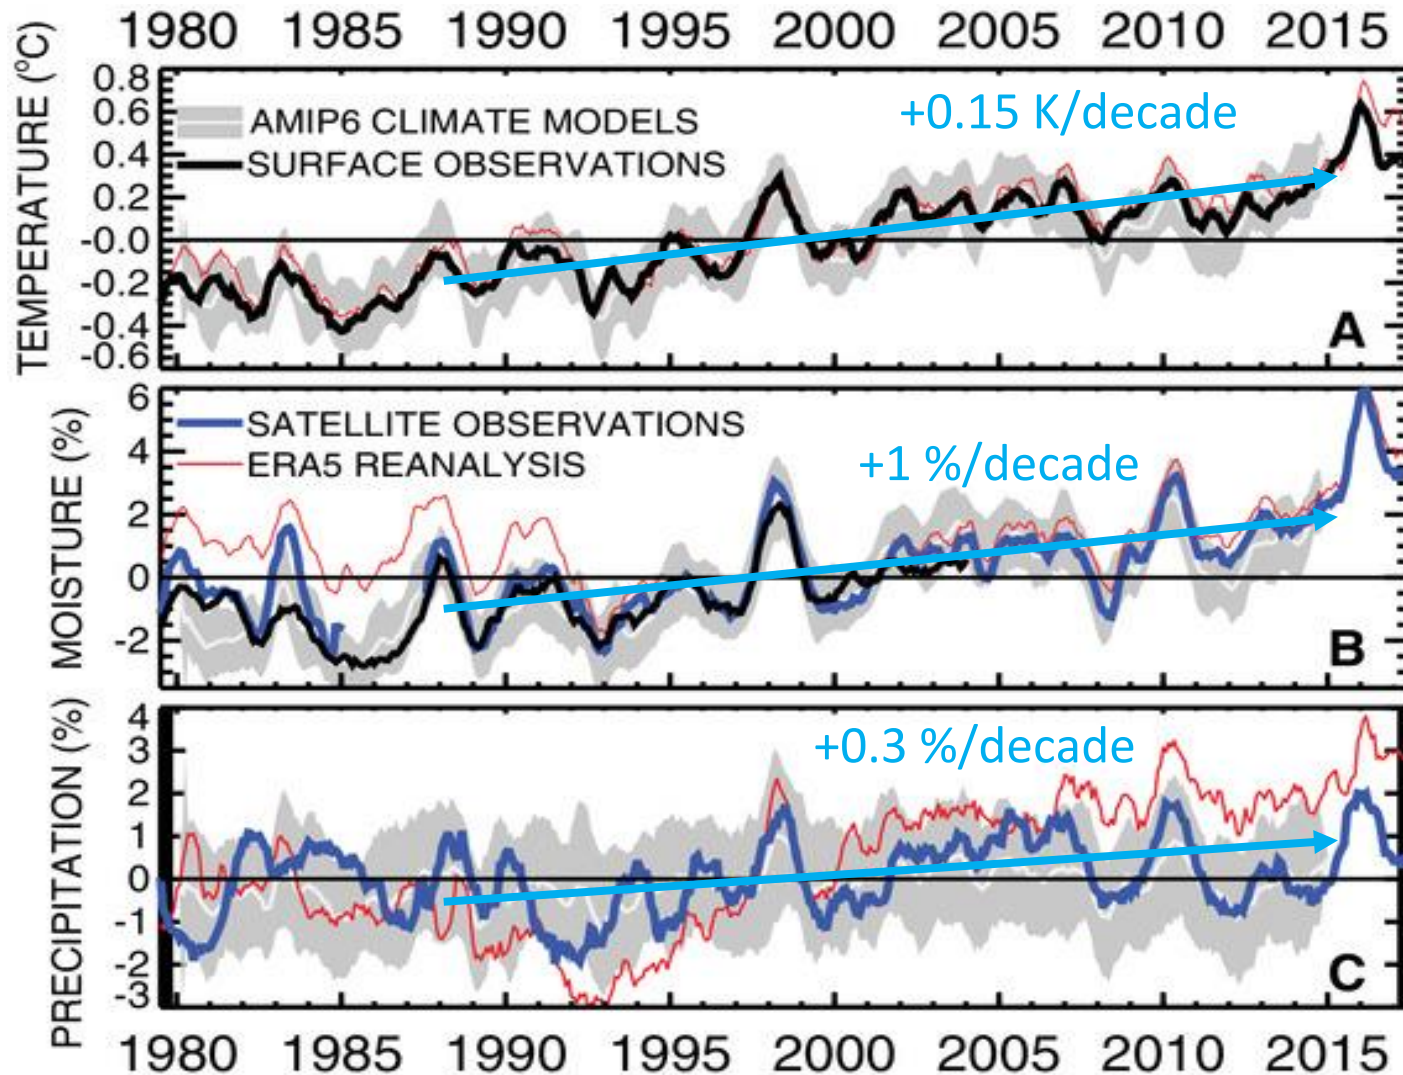 1980 1985 1990 1995 2000 2005 2010 2015
TEMPERATURE (°C)
0.8
0.6
0.4
0.2
-0.0
-0.2
-0.4
-0.6
AMIP6 CLIMATE MODELS
SURFACE OBSERVATIONS
+0.15 K/decade
A
MOISTURE (%)
6
4
2
0
-2
SATELLITE OBSERVATIONS
ERA5 REANALYSIS
+1 %/decade
B
PRECIPITATION (%)
4
3
2
1
0
-1
-2
-3
+0.3 %/decade
C
1980 1985 1990 1995 2000 2005 2010 2015